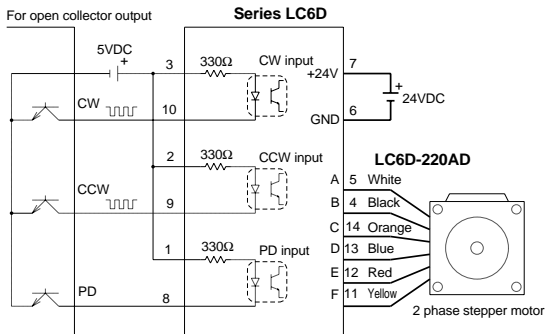 For open collector output
Series LC6D
5VDC
+
3
330Ω
CW input
+24V
7
CW
10
GND
6
+
24VDC
2
330Ω
CCW input
LC6D-220AD
CCW
9
A
5
White
B
4
Black
C
14
Orange
D
13
Blue
E
12
Red
F
11
Yellow
1
330Ω
PD input
PD
8
2 phase stepper motor